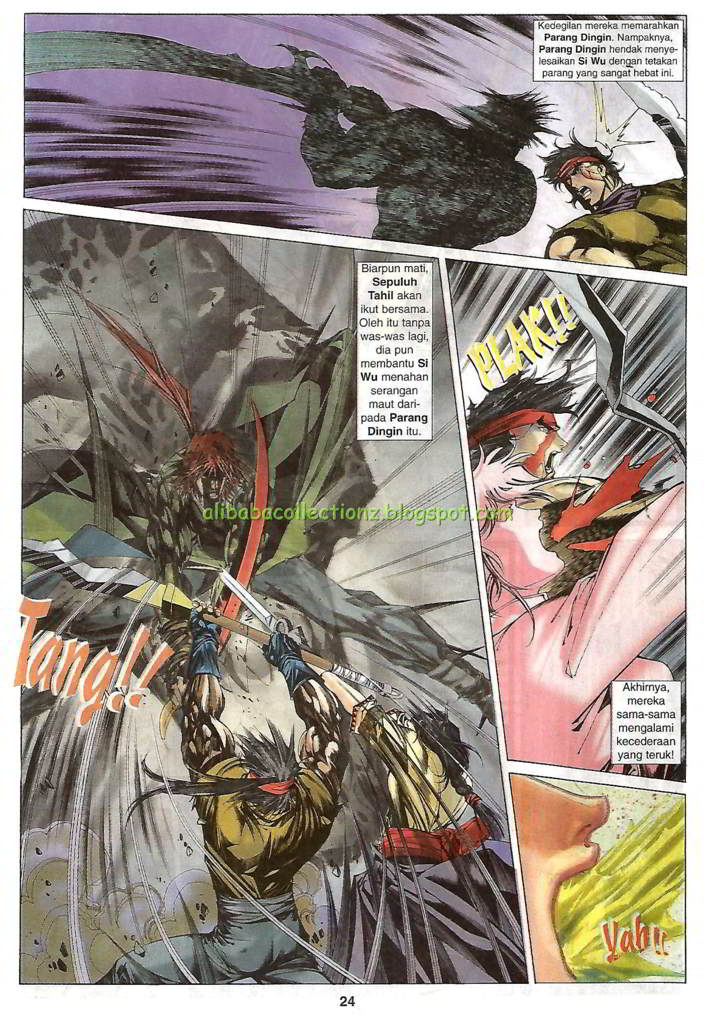 Kedegilan mereka memarahkan
Parang Dingin. Nampaknya,
Parang Dingin hendak menye-
lesaikan Si Wu dengan tetakan
parang yang sangat hebat ini.
Biarpun mati,
Sepuluh
Tahil akan
ikut bersama.
Oleh itu tanpa
was-was lagi,
dia pun
membantu Si
Wu menahan
serangan
maut dari-
pada Parang
Dingin itu.
PLAK!!
alibabacollectionz.blogspot.com
Tang!!
Akhirnya,
mereka
sama-sama
mengalami
kecederaan
yang teruk!
Yah!!
24